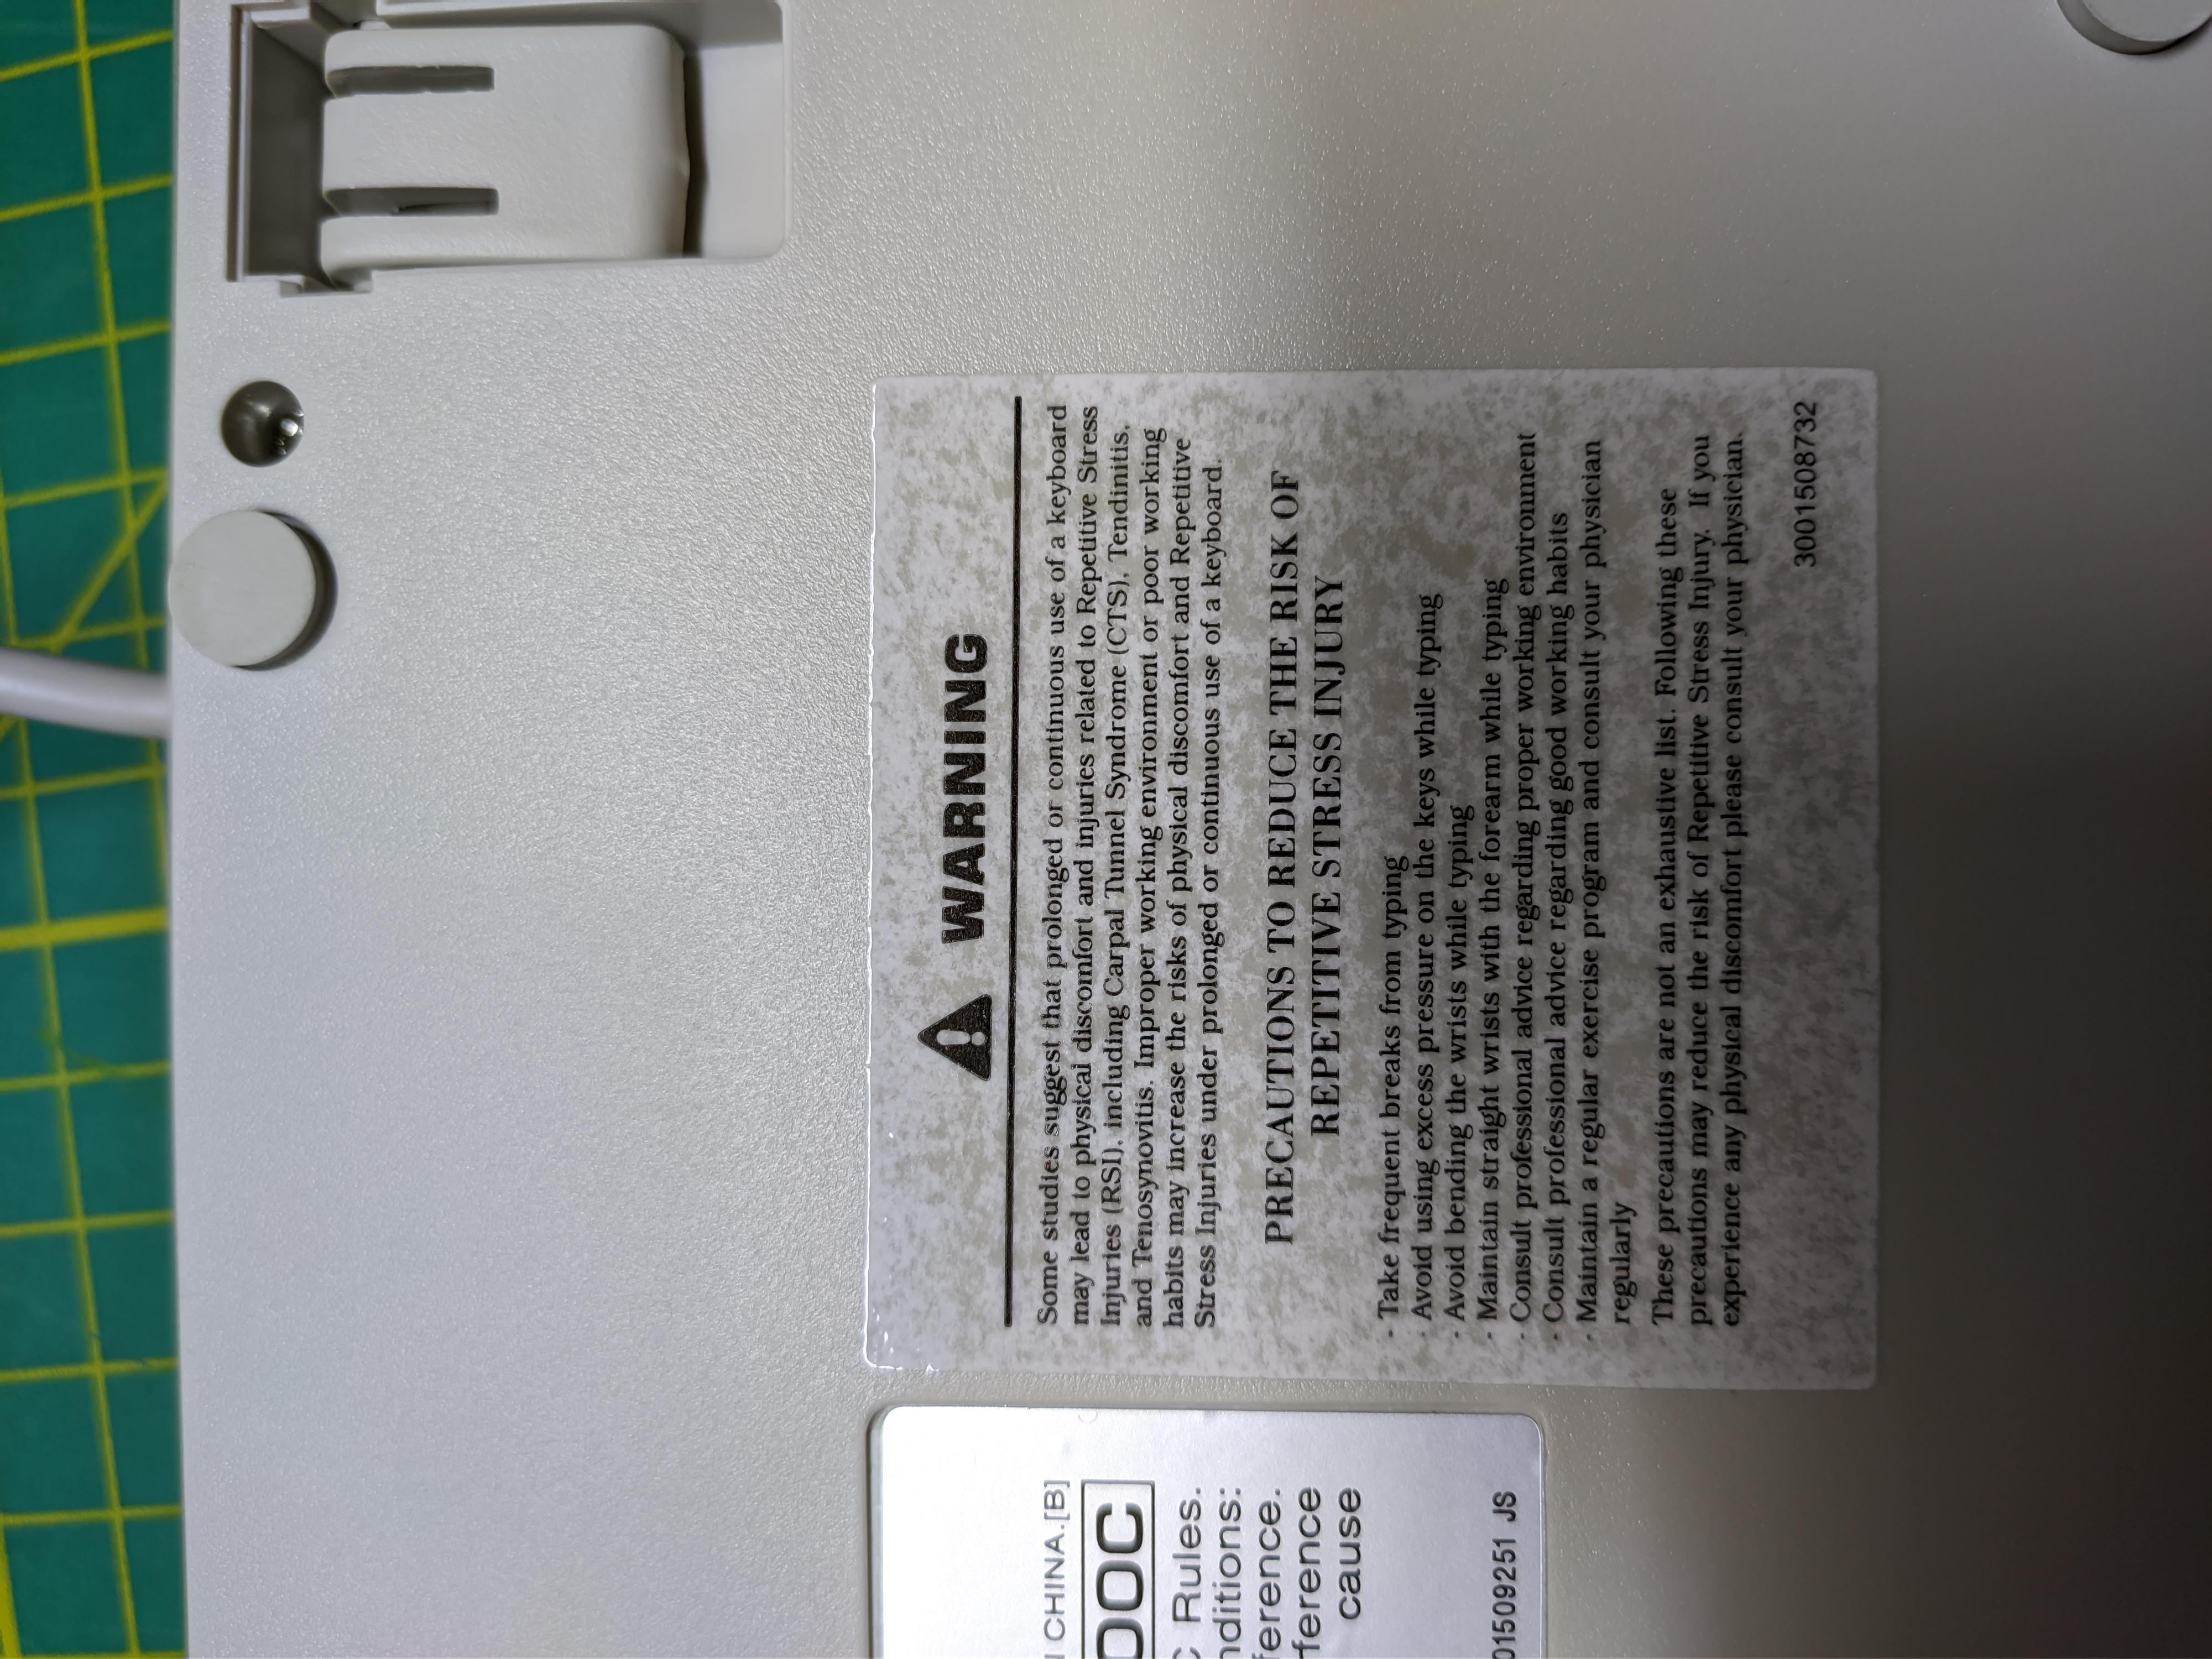 CHINA.[B]
Rules.
cause
01509251 JS
WARNING
Some studies suggest that prolonged or continuous use of a keyboard
may lead to physical discomfort and injuries related to Repetitive Stress
Injuries (RSI), including Carpal Tunnel Syndrome (CTS), Tendinitis,
and Tenosynovitis. Improper working environment or poor working
habits may increase the risks of physical discomfort and Repetitive
Stress Injuries under prolonged or continuous use of a keyboard.
PRECAUTIONS TO REDUCE THE RISK OF
REPETITIVE STRESS INJURY
- Take frequent breaks from typing
- Avoid using excess pressure on the keys while typing
- Avoid bending the wrists while typing
- Maintain straight wrists with the forearm while typing
- Consult professional advice regarding proper working environment
- Consult professional advice regarding good working habits
- Maintain a regular exercise program and consult your physician
regularly
These precautions are not an exhaustive list. Following these
precautions may reduce the risk of Repetitive Stress Injury. If you
experience any physical discomfort please consult your physician.
3001508732